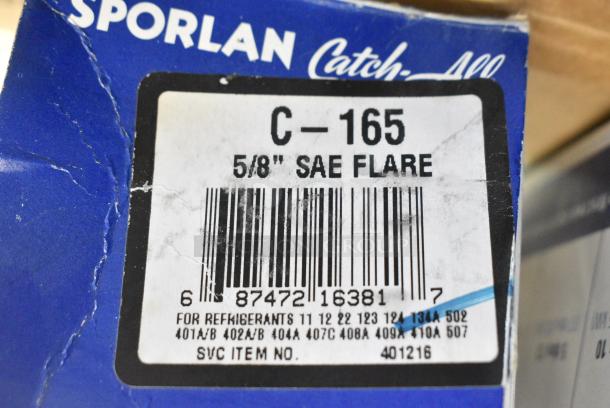 SPORLAN Catch-All
C-165
5/8" SAE FLARE
6 87472 16381 7
FOR REFRIGERANTS 11 12 22 123 124 134A 502
401A/B 402A/B 404A 407C 408A 409A 410A 507
SVC ITEM NO. 401216